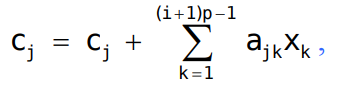 c_j = c_j + \sum_{k=1}^{(i+1)p-1} a_{jk}x_k ,